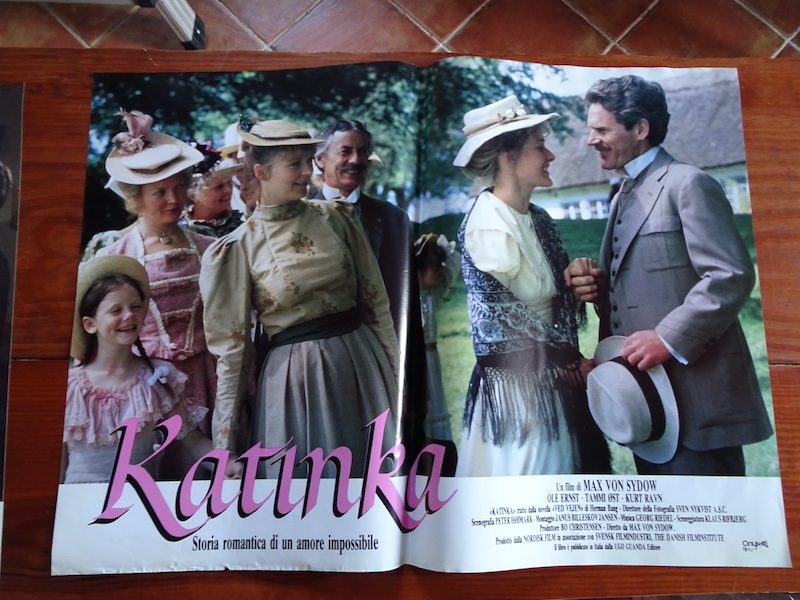 Katinka
Storia romantica di un amore impossibile
Un film di MAX VON SYDOW
OLE ERNST - TAMMI ØST - KURT RAVN
«KATINKA» tratto dalla novella «VED VEJEN» di Herman Bang - Direttore della Fotografia SVEN NYKVIST A.S.C.
Scenografia PETER HØIMARK - Montaggio JANUS BILLESKOV JANSEN - Musica GEORG RIEDEL - Sceneggiatura KLAUS RIFBJERG
Produttore BO CHRISTENSEN - Diretto da MAX VON SYDOW.
Prodotto dalla NORDISK FILM in associazione con SVENSK FILMINDUSTRI, THE DANISH FILMINSTITUTE
Il libro è pubblicato in Italia dalla UGO GUANDA Editore